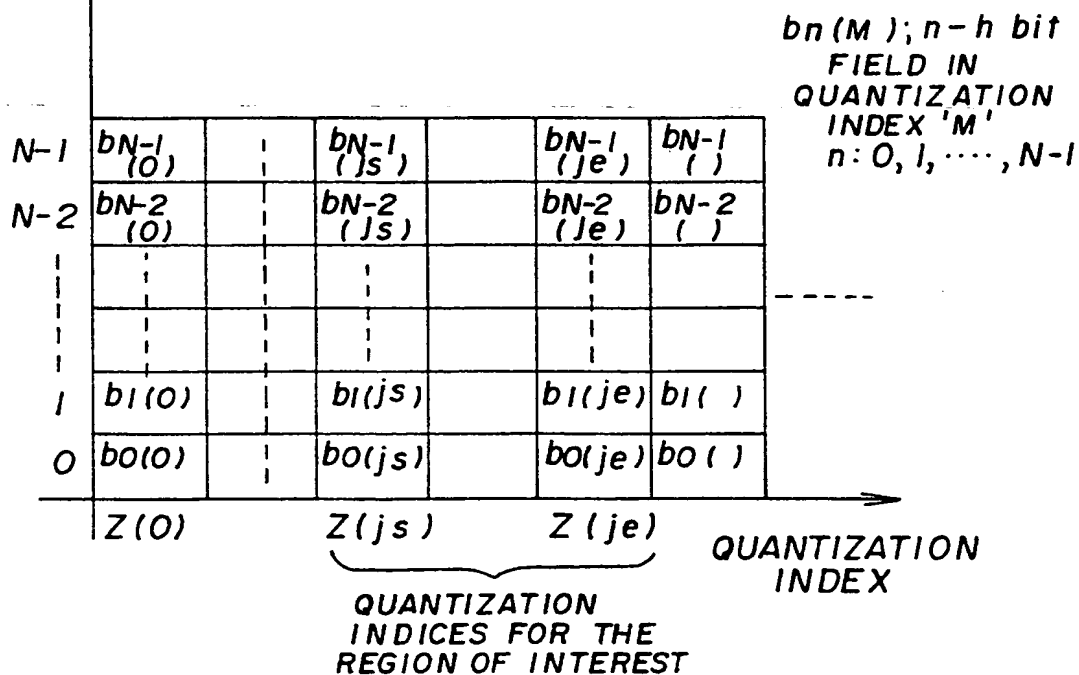 bn(M); n-h bit
FIELD IN
QUANTIZATION
INDEX 'M'
n: 0, 1, ····, N-1
N-1 bN-1 (0) bN-1 (js) bN-1 (je) bN-1 ( )
N-2 bN-2 (0) bN-2 (Js) bN-2 (Je) bN-2 ( )
1 b1(0) b1(js) b1(je) b1( )
0 b0(0) b0(js) b0(je) b0( )
Z(0) Z(js) Z(je)
QUANTIZATION
INDEX
QUANTIZATION
INDICES FOR THE
REGION OF INTEREST